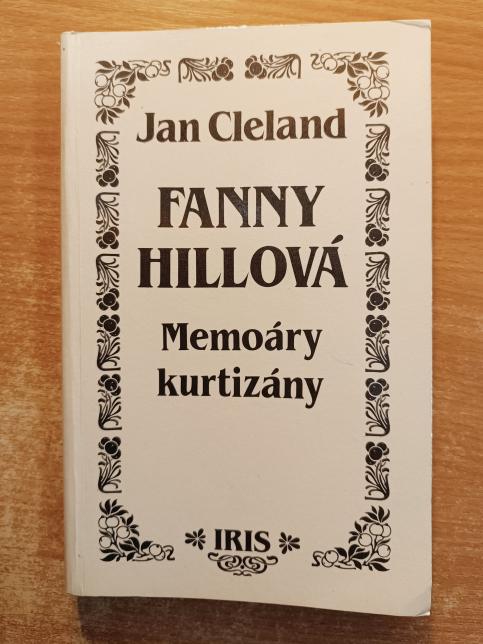 Jan Cleland
FANNY
HILLOVÁ
Memoáry
kurtizány
IRIS